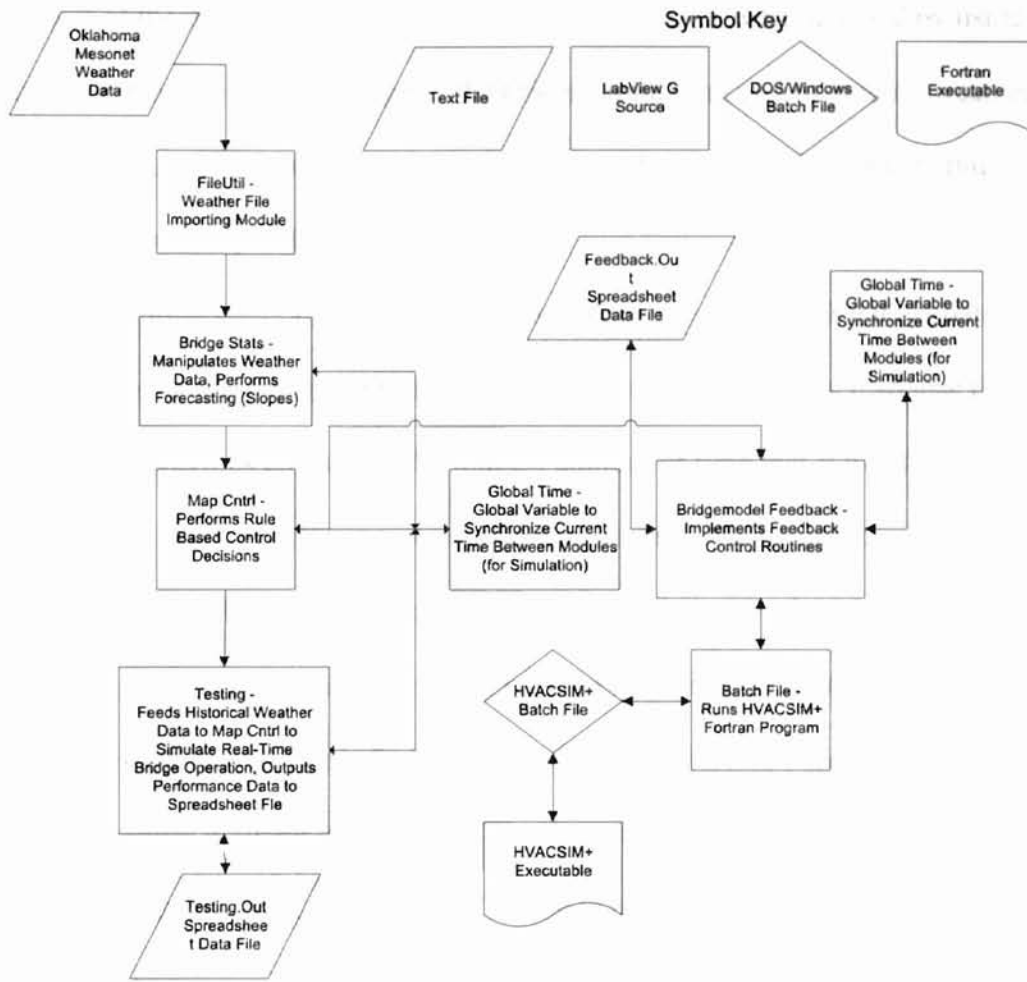 Symbol Key
Oklahoma
Mesonet
Weather
Data
Text File
LabView G
Source
DOS/Windows
Batch File
Fortran
Executable
FileUtil -
Weather File
Importing Module
Feedback.Ou
t
Spreadsheet
Data File
Global Time -
Global Variable to
Synchronize Current
Time Between
Modules (for
Simulation)
Bridge Stats -
Manipulates Weather
Data, Performs
Forecasting (Slopes)
Map Cntrl -
Performs Rule
Based Control
Decisions
Global Time -
Global Variable to
Synchronize Current
Time Between Modules
(for Simulation)
Bridgemodel Feedback -
Implements Feedback
Control Routines
Testing -
Feeds Historical Weather
Data to Map Cntrl to
Simulate Real-Time
Bridge Operation, Outputs
Performance Data to
Spreadsheet Fle
HVACSIM+
Batch File
Batch File -
Runs HVACSIM+
Fortran Program
HVACSIM+
Executable
Testing.Out
Spreadshee
t Data File